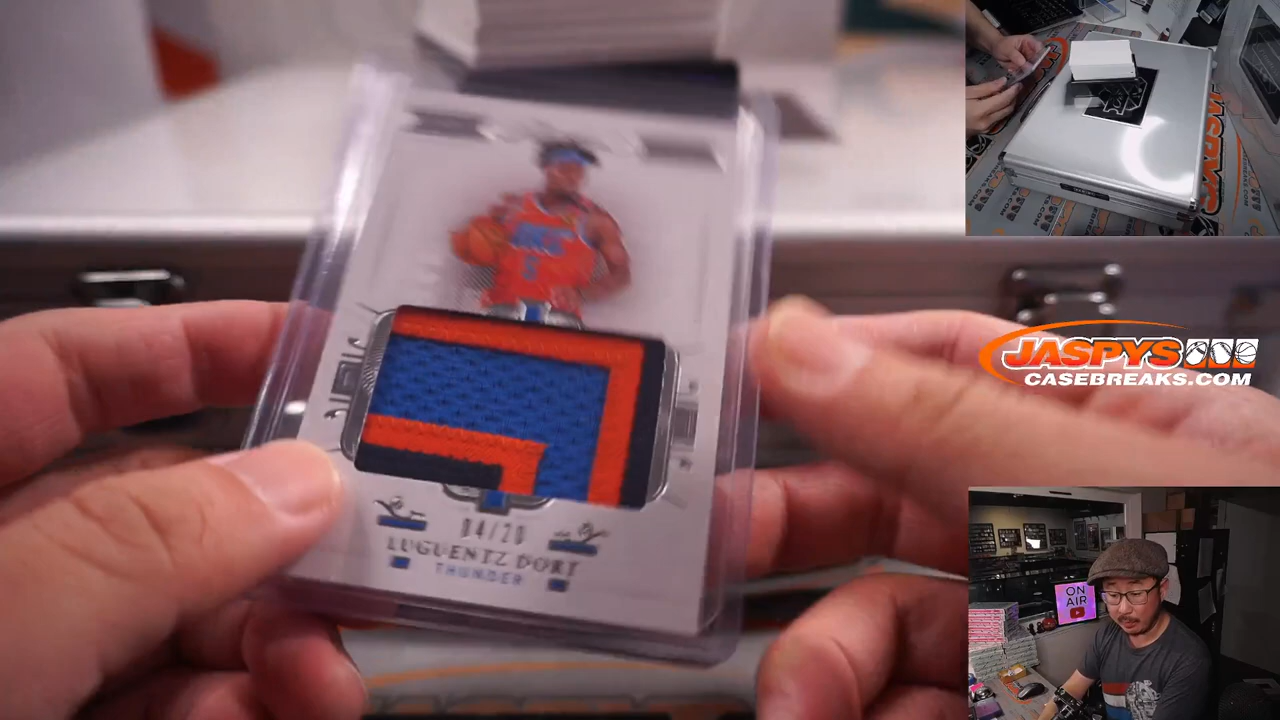 04/20
LUGUENTZ DORT
THUNDER
JASPYS
CASEBREAKS.COM
ON
AIR